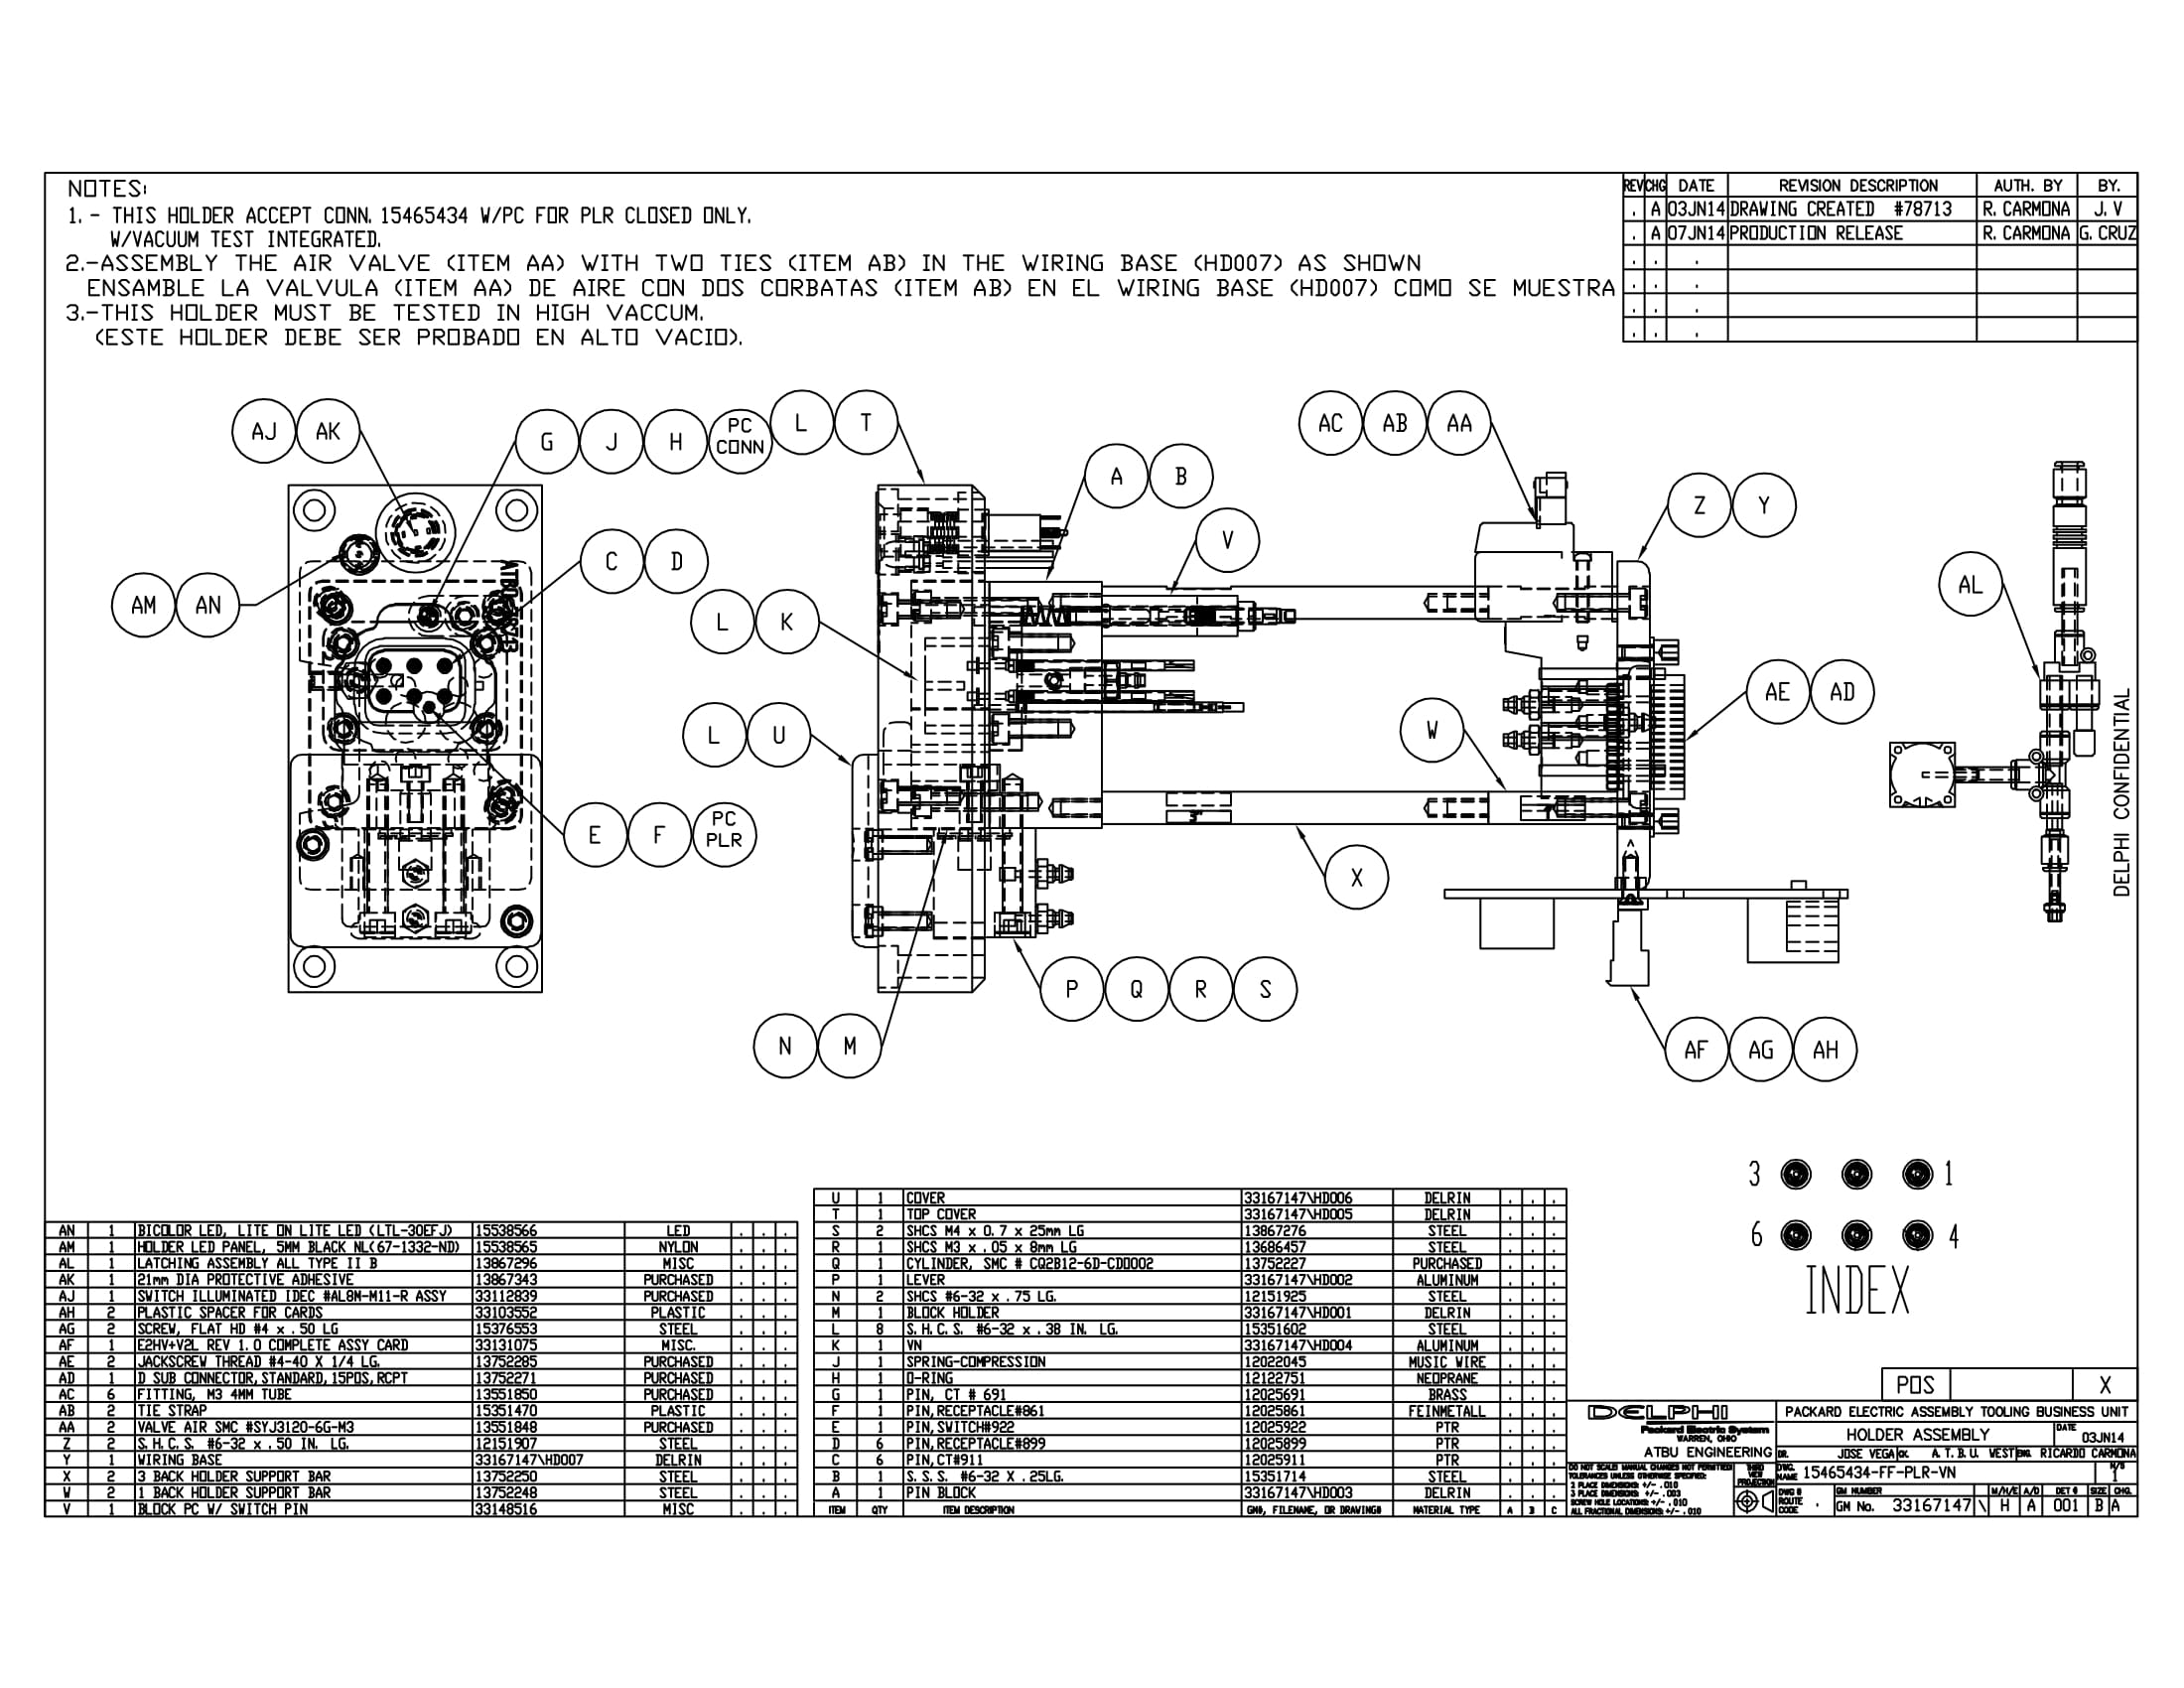 NOTES:
1. - THIS HOLDER ACCEPT CONN. 15465434 W/PC FOR PLR CLOSED ONLY.
W/VACUUM TEST INTEGRATED.
2.-ASSEMBLY THE AIR VALVE (ITEM AA) WITH TWO TIES (ITEM AB) IN THE WIRING BASE (HD007) AS SHOWN
ENSAMBLE LA VALVULA (ITEM AA) DE AIRE CON DOS CORBATAS (ITEM AB) EN EL WIRING BASE (HD007) COMO SE MUESTRA
3.-THIS HOLDER MUST BE TESTED IN HIGH VACCUM.
(ESTE HOLDER DEBE SER PROBADO EN ALTO VACIO).
REV CHG DATE REVISION DESCRIPTION AUTH. BY BY.
. A 03JN14 DRAWING CREATED #78713 R. CARMONA J. V
. A 07JN14 PRODUCTION RELEASE R. CARMONA G. CRUZ
. . .
. . .
. . .
. . .
AJ AK
G J H PC CONN
L T
A B
AC AB AA
Z Y
V
C D
AM AN
AL
L K
AE AD
L U
W
E F PC PLR
X
P Q R S
N M
AF AG AH
3"
DELPHI CONFIDENTIAL
3 1
6 4
INDEX
POS X
AN 1 BICOLOR LED, LITE ON LITE LED (LTL-30EFJ) 15538566 LED . . .
AM 1 HOLDER LED PANEL, 5MM BLACK NL(67-1332-ND) 15538565 NYLON . . .
AL 1 LATCHING ASSEMBLY ALL TYPE II B 13867296 MISC . . .
AK 1 21mm DIA PROTECTIVE ADHESIVE 13867343 PURCHASED . . .
AJ 1 SWITCH ILLUMINATED IDEC #AL8N-M11-R ASSY 33112839 PURCHASED . . .
AH 2 PLASTIC SPACER FOR CARDS 33103552 PLASTIC . . .
AG 2 SCREW, FLAT HD #4 x .50 LG 15376553 STEEL . . .
AF 1 E2HV+V2L REV 1.0 COMPLETE ASSY CARD 33131075 MISC. . . .
AE 2 JACKSCREW THREAD #4-40 X 1/4 LG. 13752285 PURCHASED . . .
AD 1 D SUB CONNECTOR,STANDARD,15POS,RCPT 13752271 PURCHASED . . .
AC 6 FITTING, M3 4MM TUBE 13551850 PURCHASED . . .
AB 2 TIE STRAP 15351470 PLASTIC . . .
AA 2 VALVE AIR SMC #SYJ3120-6G-M3 13551848 PURCHASED . . .
Z 2 S.H.C.S. #6-32 x .50 IN. LG. 12151907 STEEL . . .
Y 1 WIRING BASE 33167147\HD007 DELRIN . . .
X 2 3 BACK HOLDER SUPPORT BAR 13752250 STEEL . . .
W 2 1 BACK HOLDER SUPPORT BAR 13752248 STEEL . . .
V 1 BLOCK PC W/ SWITCH PIN 33148516 MISC . . .
U 1 COVER 33167147\HD006 DELRIN . . .
T 1 TOP COVER 33167147\HD005 DELRIN . . .
S 2 SHCS M4 x 0.7 x 25mm LG 13867276 STEEL . . .
R 1 SHCS M3 x .05 x 8mm LG 13686457 STEEL . . .
Q 1 CYLINDER, SMC # CQ2B12-6D-CD0002 13752227 PURCHASED . . .
P 1 LEVER 33167147\HD002 ALUMINUM . . .
N 2 SHCS #6-32 x .75 LG. 12151925 STEEL . . .
M 1 BLOCK HOLDER 33167147\HD001 DELRIN . . .
L 8 S.H.C.S. #6-32 x .38 IN. LG. 15351602 STEEL . . .
K 1 VN 33167147\HD004 ALUMINUM . . .
J 1 SPRING-COMPRESSION 12022045 MUSIC WIRE . . .
H 1 O-RING 12122751 NEOPRANE . . .
G 1 PIN, CT # 691 12025691 BRASS . . .
F 1 PIN,RECEPTACLE#861 12025861 FEINMETALL . . .
E 1 PIN,SWITCH#922 12025922 PTR . . .
D 6 PIN,RECEPTACLE#899 12025899 PTR . . .
C 6 PIN,CT#911 12025911 PTR . . .
B 1 S.S.S. #6-32 X .25LG. 15351714 STEEL . . .
A 1 PIN BLOCK 33167147\HD003 DELRIN . . .
ITEM QTY ITEM DESCRIPTION GM#, FILENAME, OR DRAWING# MATERIAL TYPE A B C
DELPHI
Packard Electric System
WARREN, OHIO
ATBU ENGINEERING
PACKARD ELECTRIC ASSEMBLY TOOLING BUSINESS UNIT
HOLDER ASSEMBLY DATE 03JN14
DR. JOSE VEGA A. T. B. U. WEST ENG. RICARDO CARMONA
DO NOT SCALE MANUAL CHANGES NOT PERMITTED
TOLERANCES UNLESS OTHERWISE SPECIFIED:
2 PLACE DIMENSIONS: +/- .010
3 PLACE DIMENSIONS: +/- .003
SCREW HOLE LOCATIONS: +/- .010
ALL FRACTIONAL DIMENSIONS: +/- .010
THIRD VIEW PROJECTION
DWG. NAME 15465434-FF-PLR-VN 1
DWG # ROUTE CODE .
GM NUMBER M/H/E A/D DET # SIZE CHG.
GM No. 33167147 \ H A 001 B A